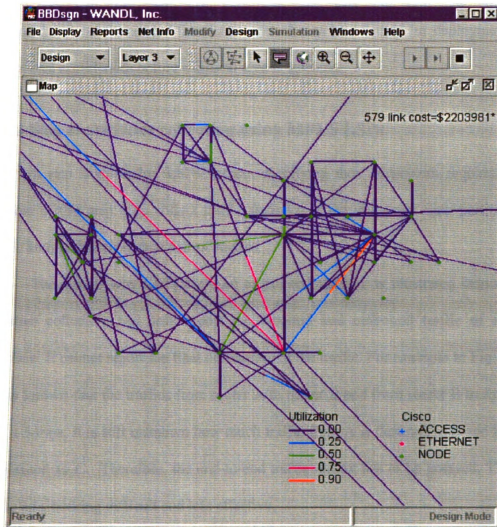 BBDsgn - WANDL, Inc.
File Display Reports Net Info Modify Design Simulation Windows Help
Design Layer 3
Map
579 link cost=$2203981*
Utilization
0.00
0.25
0.50
0.75
0.90
Cisco
ACCESS
ETHERNET
NODE
Ready
Design Mode